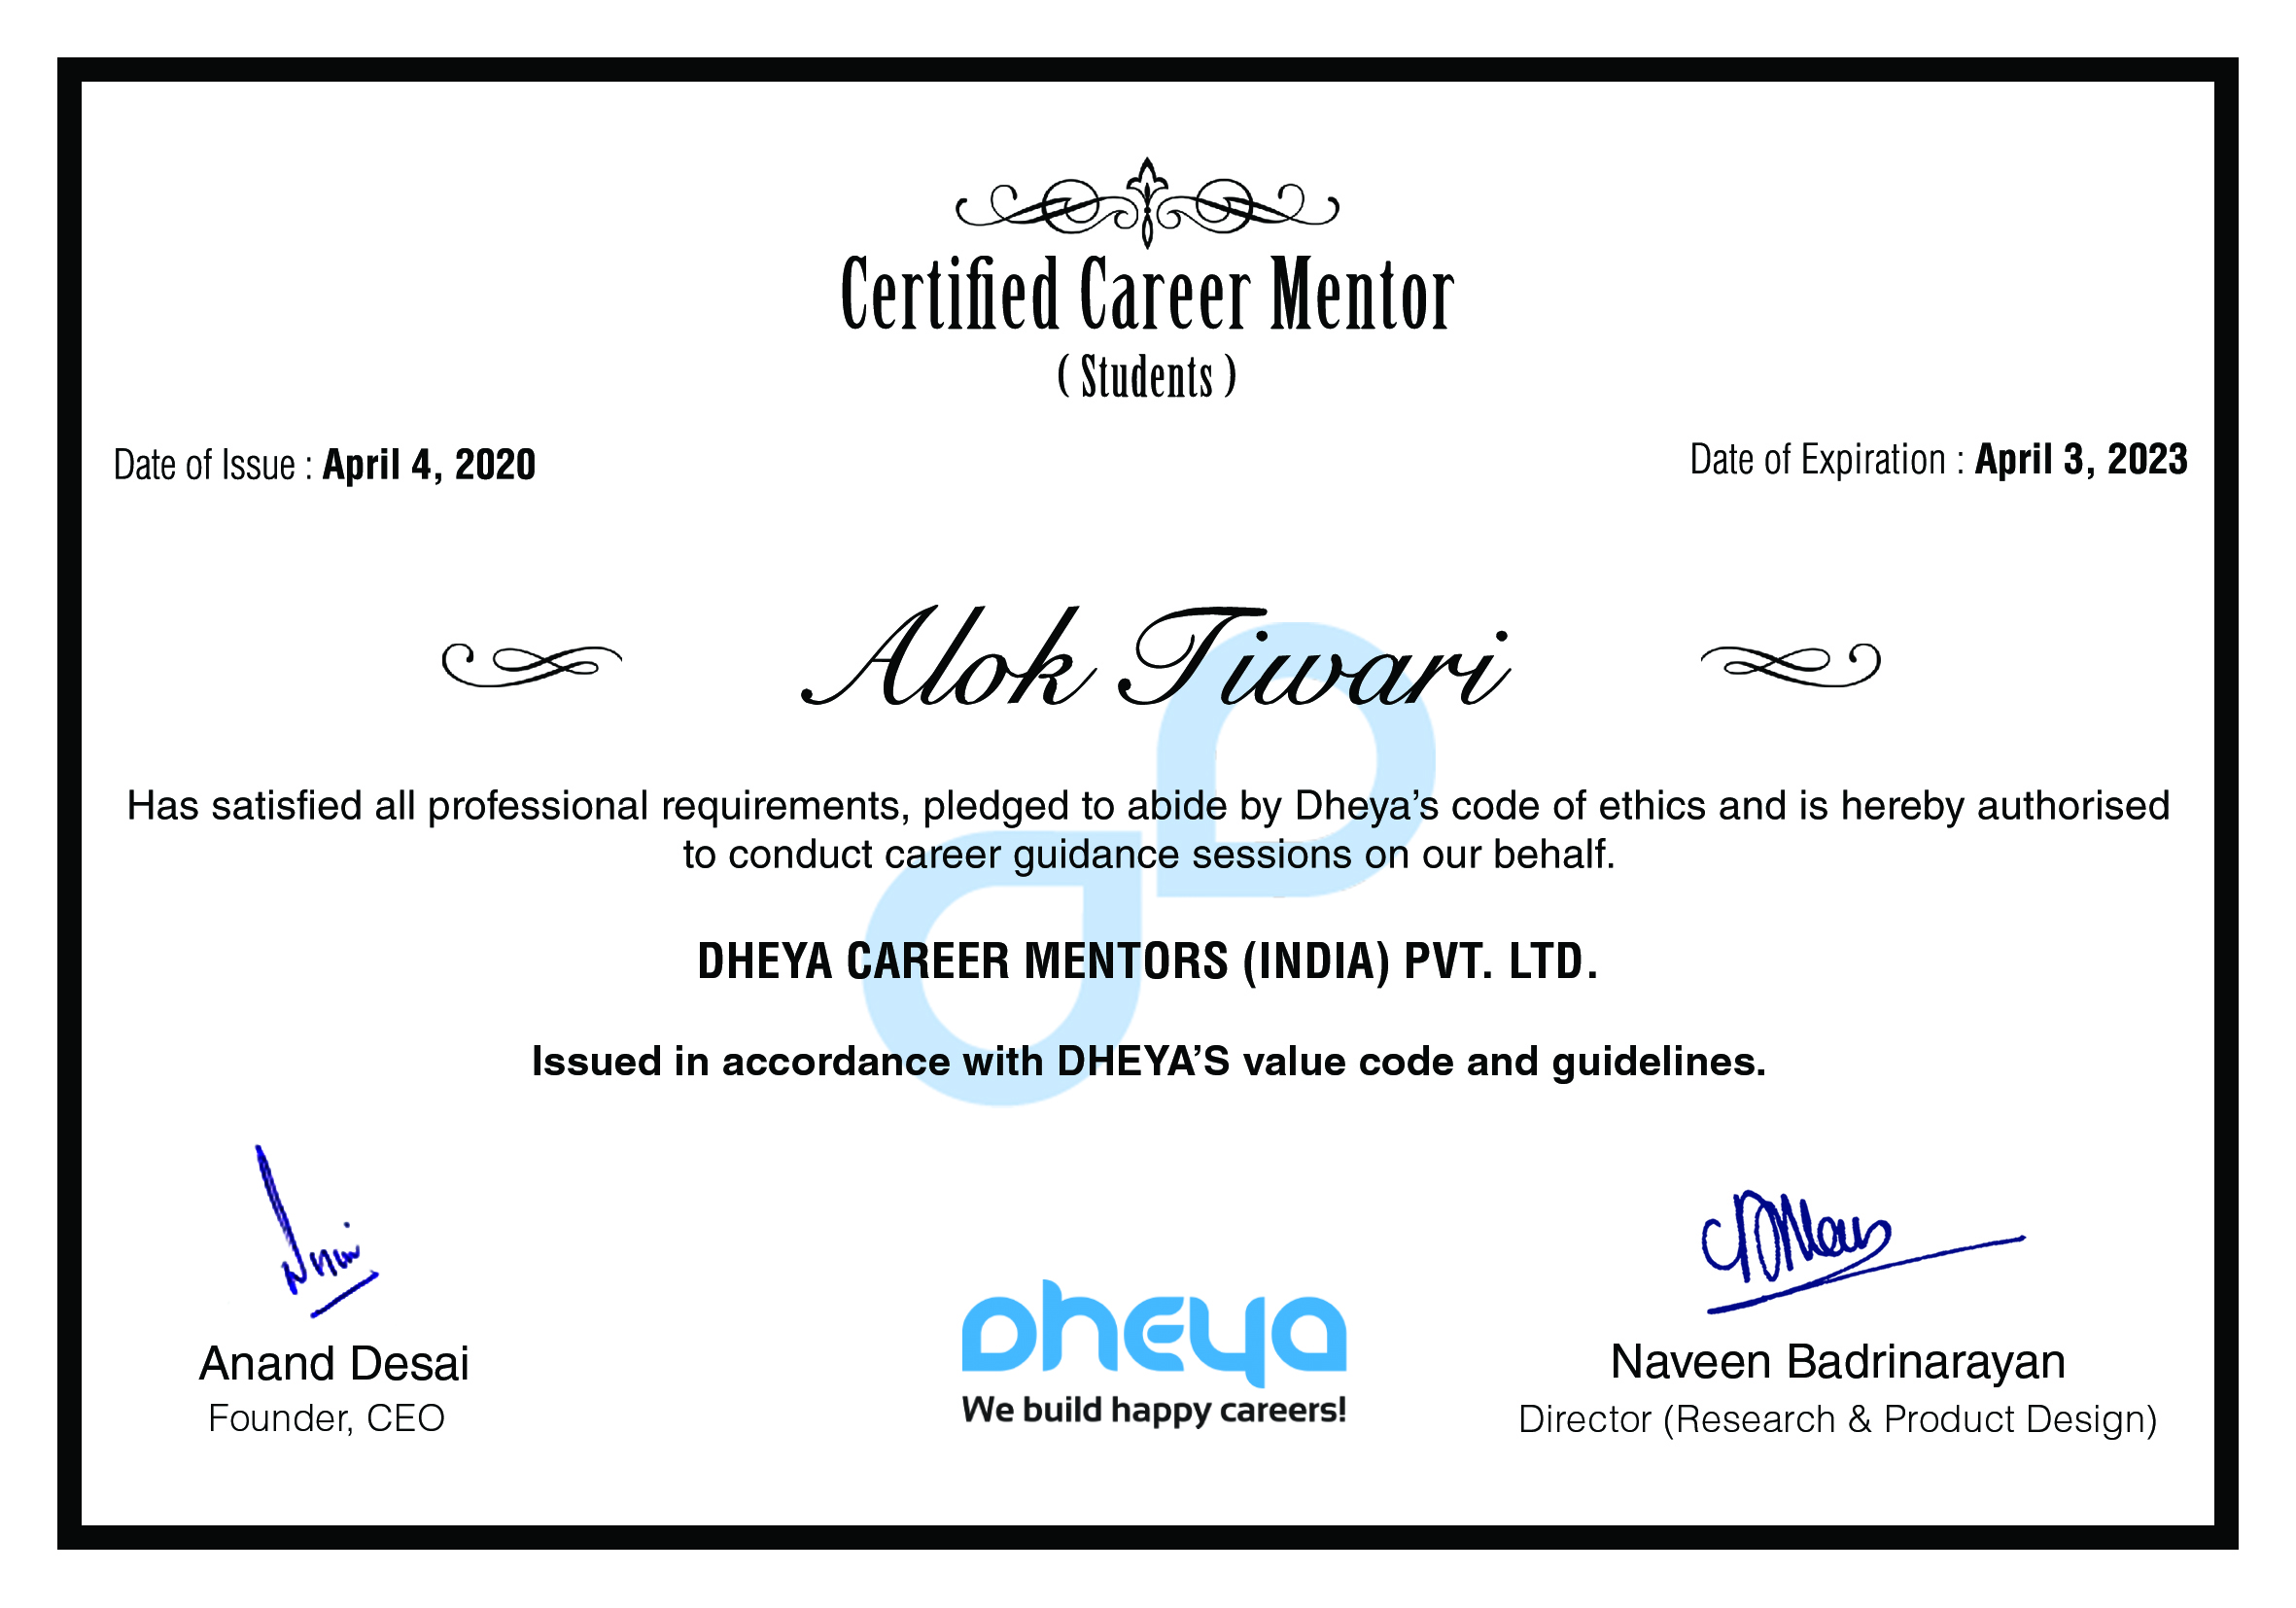 Certified Career Mentor
( Students )
Date of Issue : April 4, 2020
Date of Expiration : April 3, 2023
Alok Tiwari
Has satisfied all professional requirements, pledged to abide by Dheya’s code of ethics and is hereby authorised
to conduct career guidance sessions on our behalf.
DHEYA CAREER MENTORS (INDIA) PVT. LTD.
Issued in accordance with DHEYA’S value code and guidelines.
Anand Desai
Founder, CEO
DHEYA
We build happy careers!
Naveen Badrinarayan
Director (Research & Product Design)